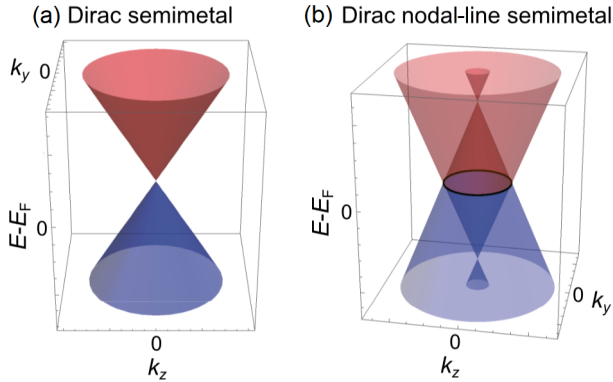 (a) Dirac semimetal
k_y 0
E-E_F
0
0
k_z
(b) Dirac nodal-line semimetal
E-E_F
0
0 k_y
0
k_z